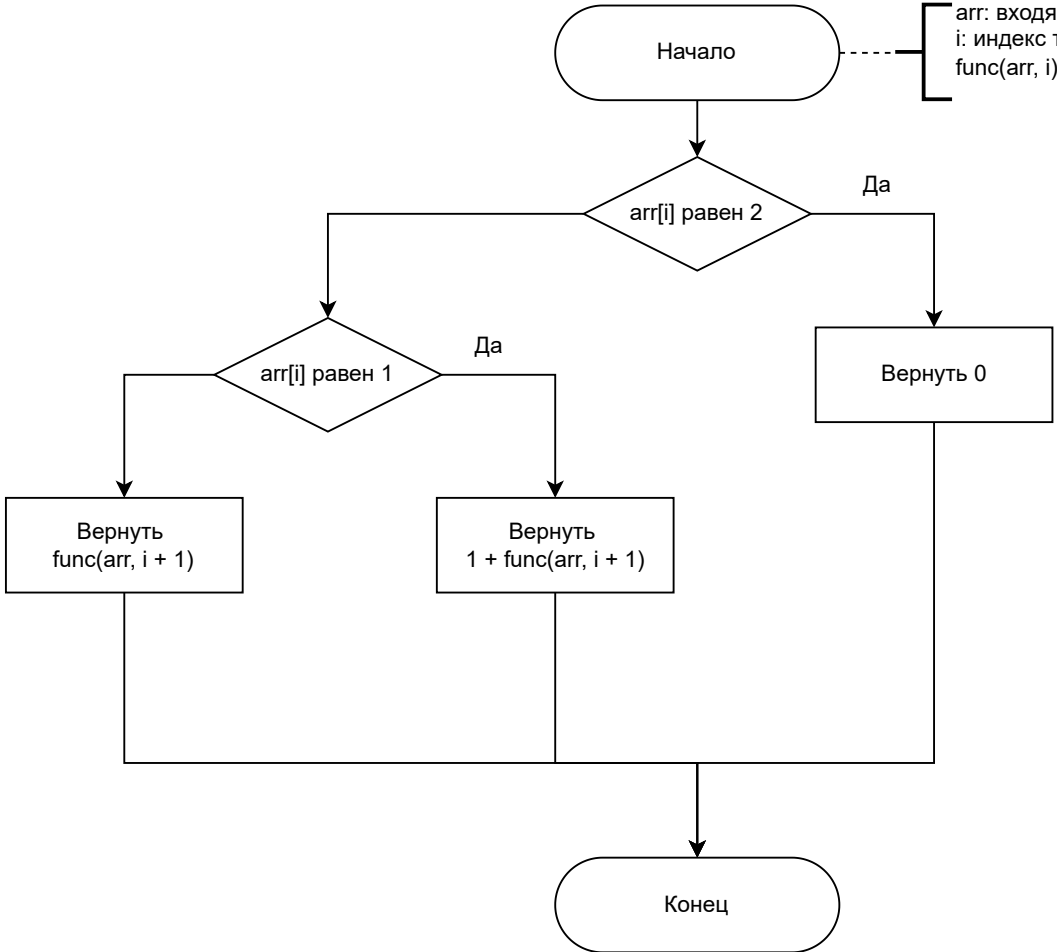 Начало
arr:
i: индекс
func(arr, i)
arr[i] равен 2
Да
arr[i] равен 1
Да
Вернуть 0
Вернуть
func(arr, i + 1)
Вернуть
1 + func(arr, i + 1)
Конец